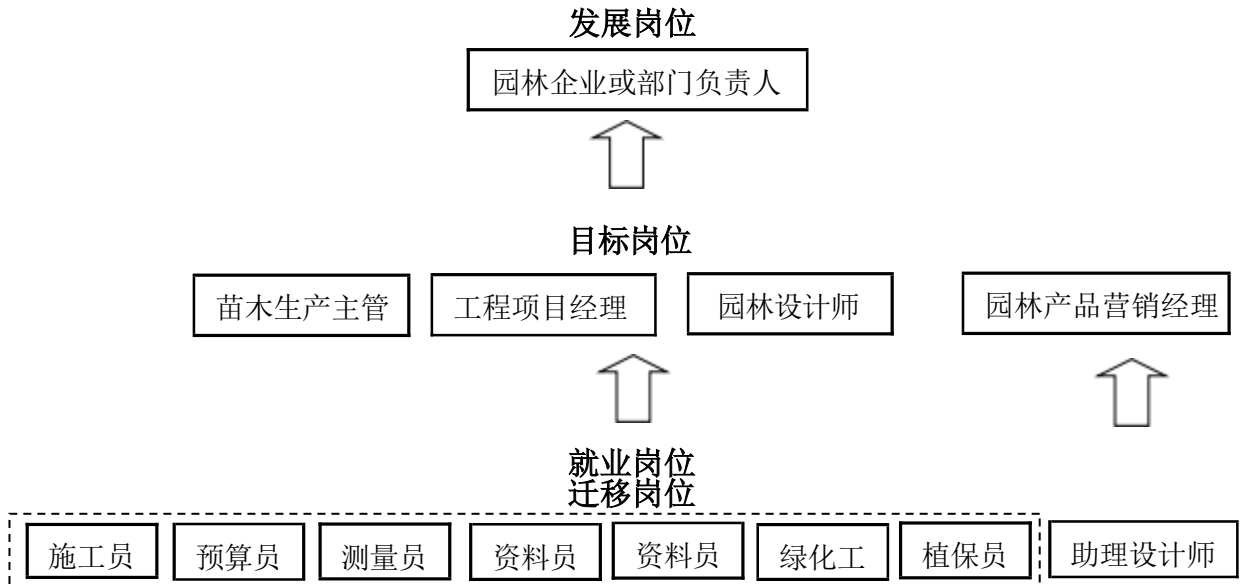 发展岗位
园林企业或部门负责人
目标岗位
苗木生产主管 工程项目经理 园林设计师 园林产品营销经理
就业岗位
迁移岗位
施工员 预算员 测量员 资料员 资料员 绿化工 植保员 助理设计师